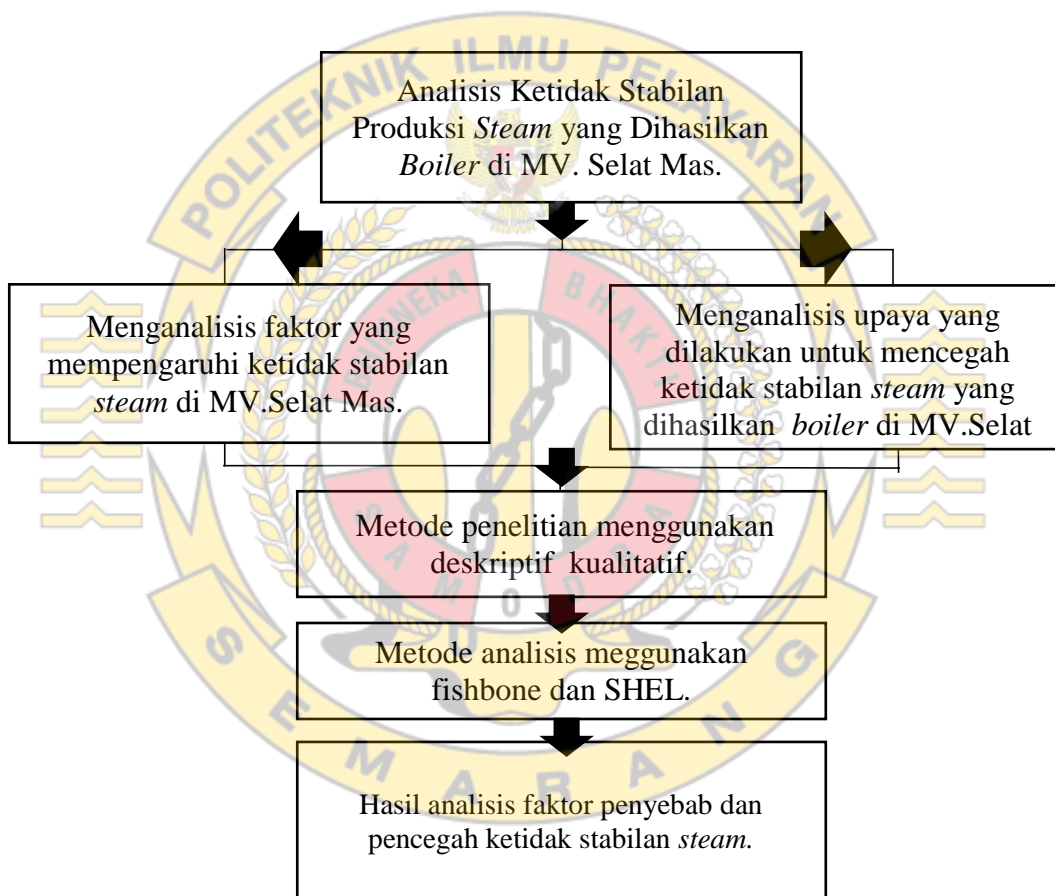 POLITEKNIK ILMU PELAYARAN
Analisis Ketidak Stabilan
Produksi Steam yang Dihasilkan
Boiler di MV. Selat Mas.
BHINNEKA BHAKTI
Menganalisis faktor yang
mempengaruhi ketidak stabilan
steam di MV.Selat Mas.
Menganalisis upaya yang
dilakukan untuk mencegah
ketidak stabilan steam yang
dihasilkan boiler di MV.Selat
Metode penelitian menggunakan
deskriptif kualitatif.
SAMODRA
Metode analisis meggunakan
fishbone dan SHEL.
Hasil analisis faktor penyebab dan
pencegah ketidak stabilan steam.
SEMARANG